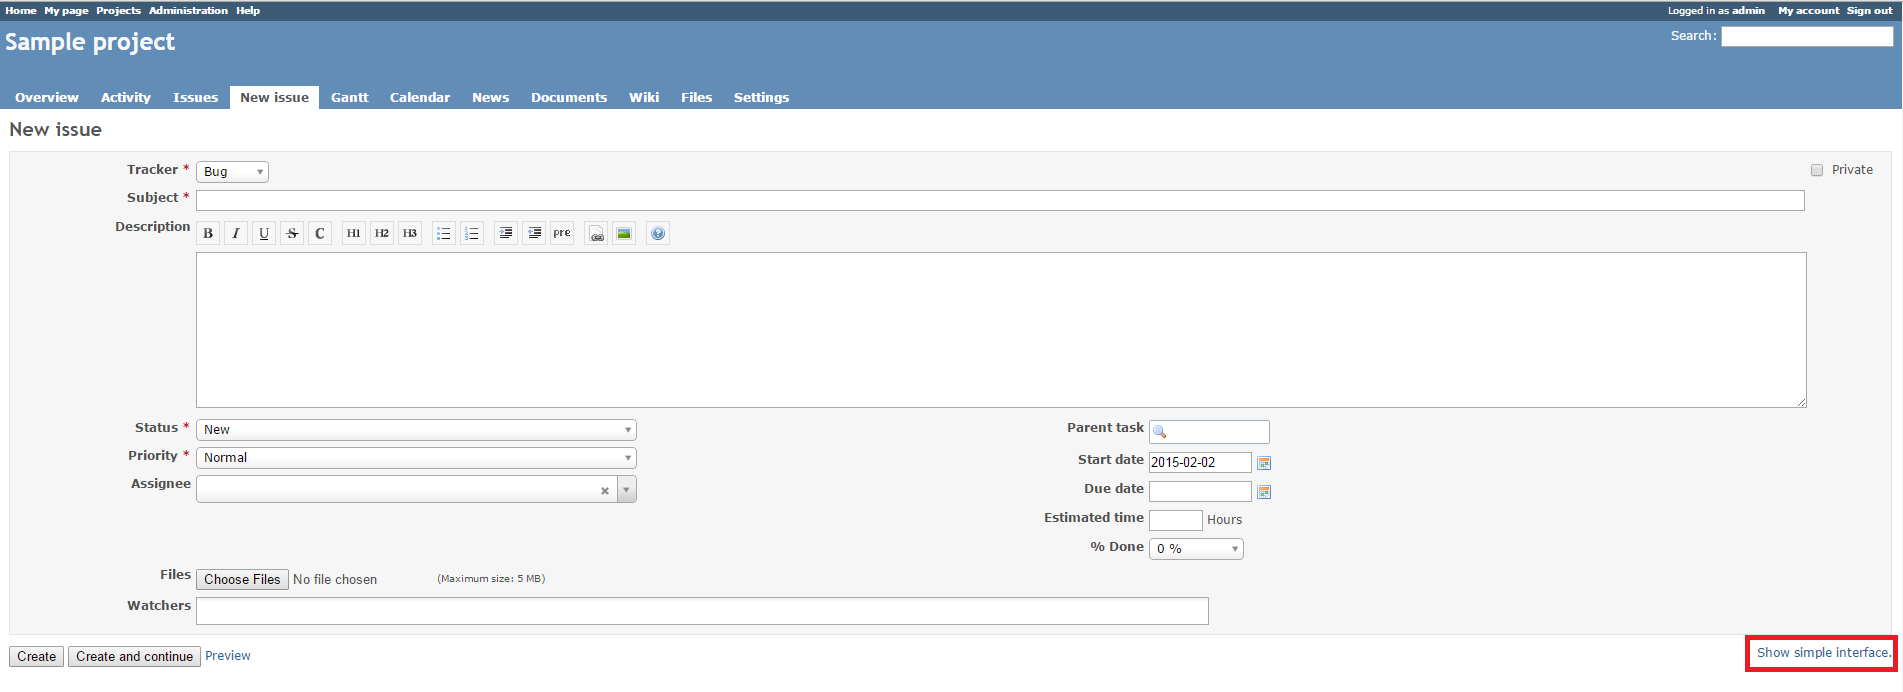 Home My page Projects Administration Help Logged in as admin My account Sign out
Sample project Search:
Overview Activity Issues New issue Gantt Calendar News Documents Wiki Files Settings
New issue
Tracker * Bug Private
Subject *
Description B I U S C H1 H2 H3 pre
Status * New Parent task
Priority * Normal Start date 2015-02-02
Assignee Due date
Estimated time Hours
% Done 0 %
Files Choose Files No file chosen (Maximum size: 5 MB)
Watchers
Create Create and continue Preview Show simple interface.